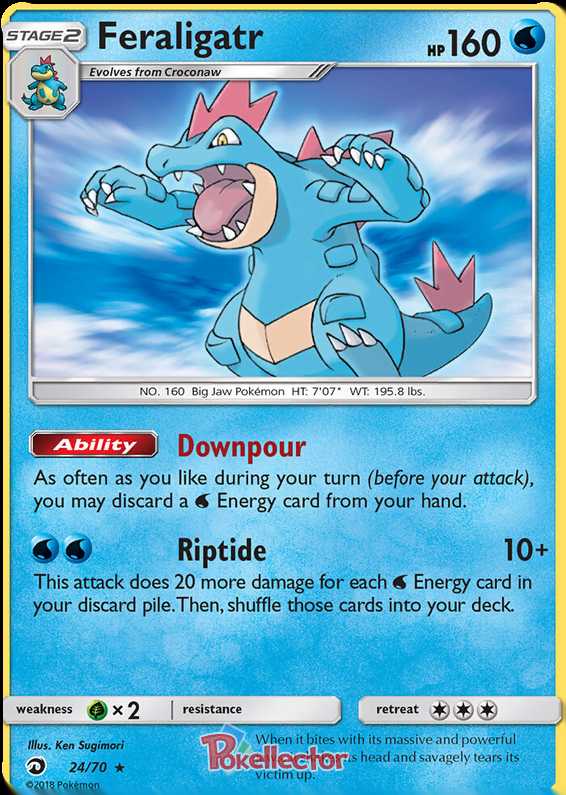 STAGE2 Feraligatr HP160
Evolves from Croconaw
NO. 160 Big Jaw Pokémon HT: 7'07" WT: 195.8 lbs.
Ability Downpour
As often as you like during your turn (before your attack),
you may discard a Energy card from your hand.
Riptide 10+
This attack does 20 more damage for each Energy card in
your discard pile. Then, shuffle those cards into your deck.
weakness ×2 resistance retreat
Illus. Ken Sugimori
24/70
©2018 Pokémon
When it bites with its massive and powerful
its head and savagely tears its
victim up.
Pokellector